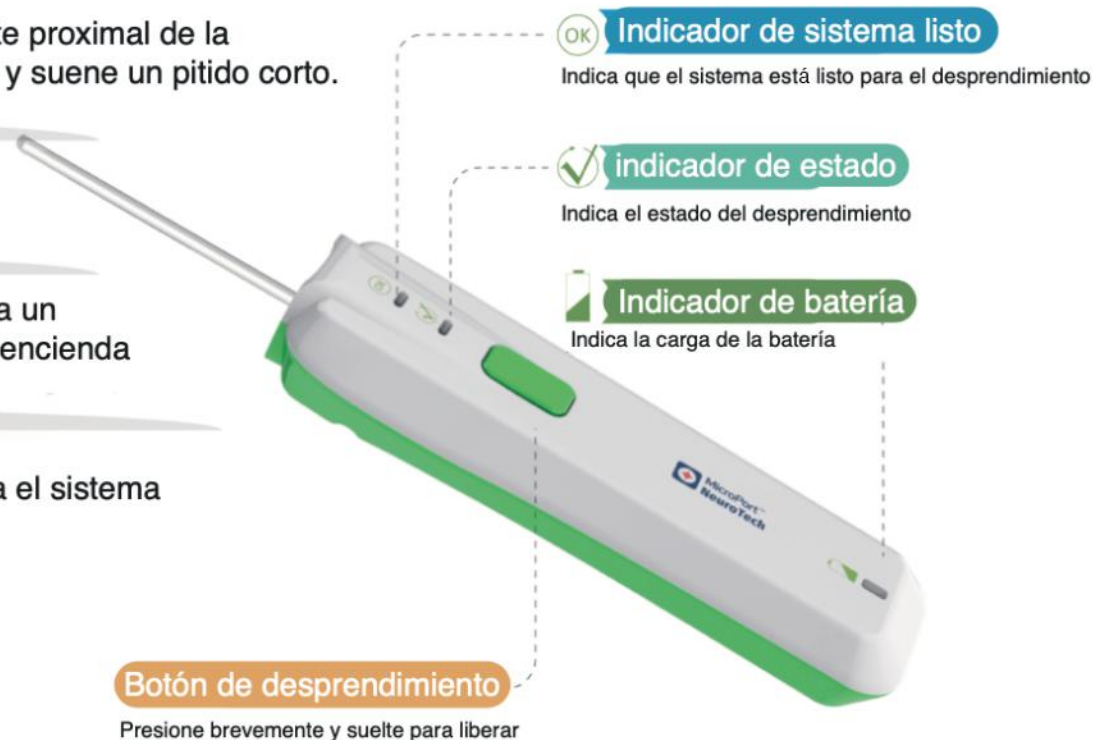 te proximal de la
y suene un pitido corto.
a un
encienda
a el sistema
OK
Indicador de sistema listo
Indica que el sistema está listo para el desprendimiento
indicador de estado
Indica el estado del desprendimiento
Indicador de batería
Indica la carga de la batería
MicroPort™
NeuroTech
Botón de desprendimiento
Presione brevemente y suelte para liberar